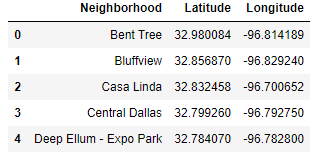 Neighborhood Latitude Longitude
0 Bent Tree 32.980084 -96.814189
1 Bluffview 32.856870 -96.829240
2 Casa Linda 32.832458 -96.700652
3 Central Dallas 32.799260 -96.792750
4 Deep Ellum - Expo Park 32.784070 -96.782800